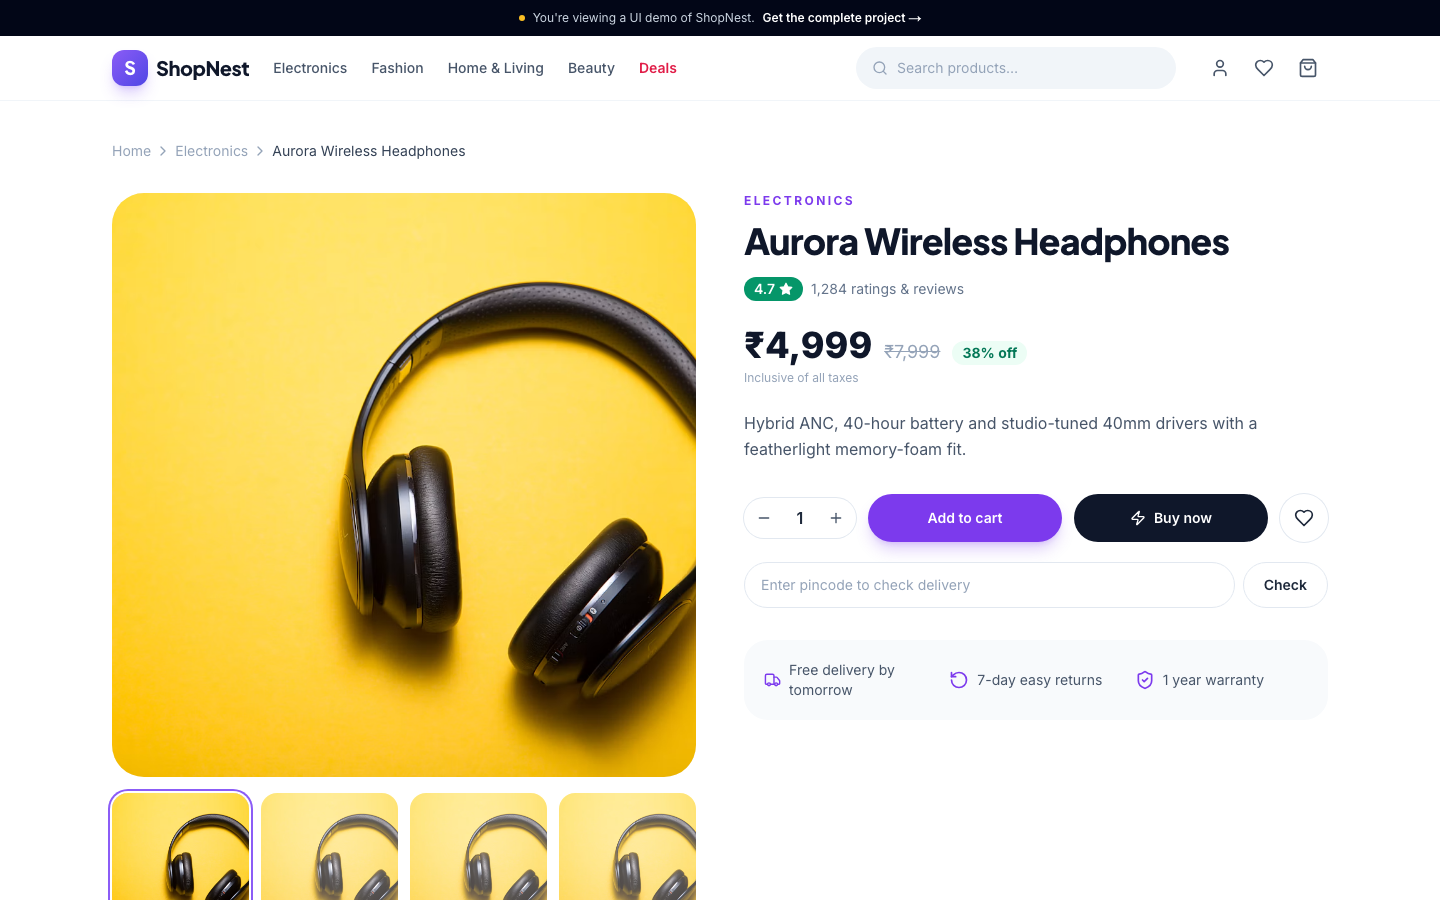 You're viewing a UI demo of ShopNest. Get the complete project →
S ShopNest Electronics Fashion Home & Living Beauty Deals Search products...
Home > Electronics > Aurora Wireless Headphones
ELECTRONICS
Aurora Wireless Headphones
4.7 ★ 1,284 ratings & reviews
₹4,999 ₹7,999 38% off
Inclusive of all taxes
Hybrid ANC, 40-hour battery and studio-tuned 40mm drivers with a
featherlight memory-foam fit.
− 1 + Add to cart Buy now
Enter pincode to check delivery Check
Free delivery by
tomorrow
7-day easy returns
1 year warranty